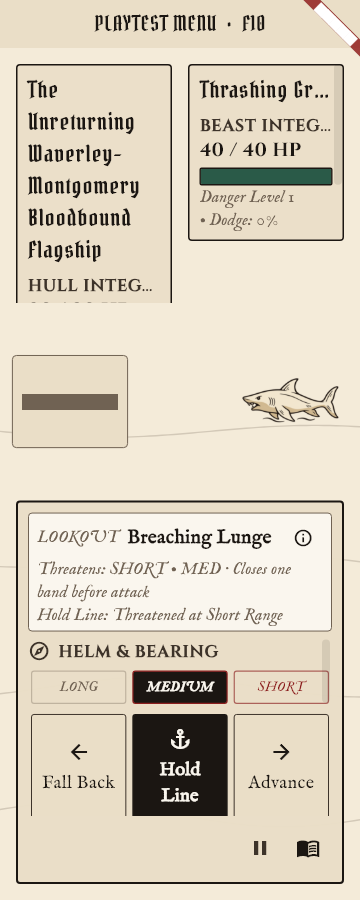 PLAYTEST MENU · F10
The
Unreturning
Waverley-
Montgomery
Bloodbound
Flagship
HULL INTEG...
Thrashing Gr...
BEAST INTEG...
40 / 40 HP
Danger Level 1
• Dodge: 0%
LOOKOUT Breaching Lunge
Threatens: SHORT • MED · Closes one
band before attack
Hold Line: Threatened at Short Range
HELM & BEARING
LONG
MEDIUM
SHORT
Fall Back
Hold
Line
Advance